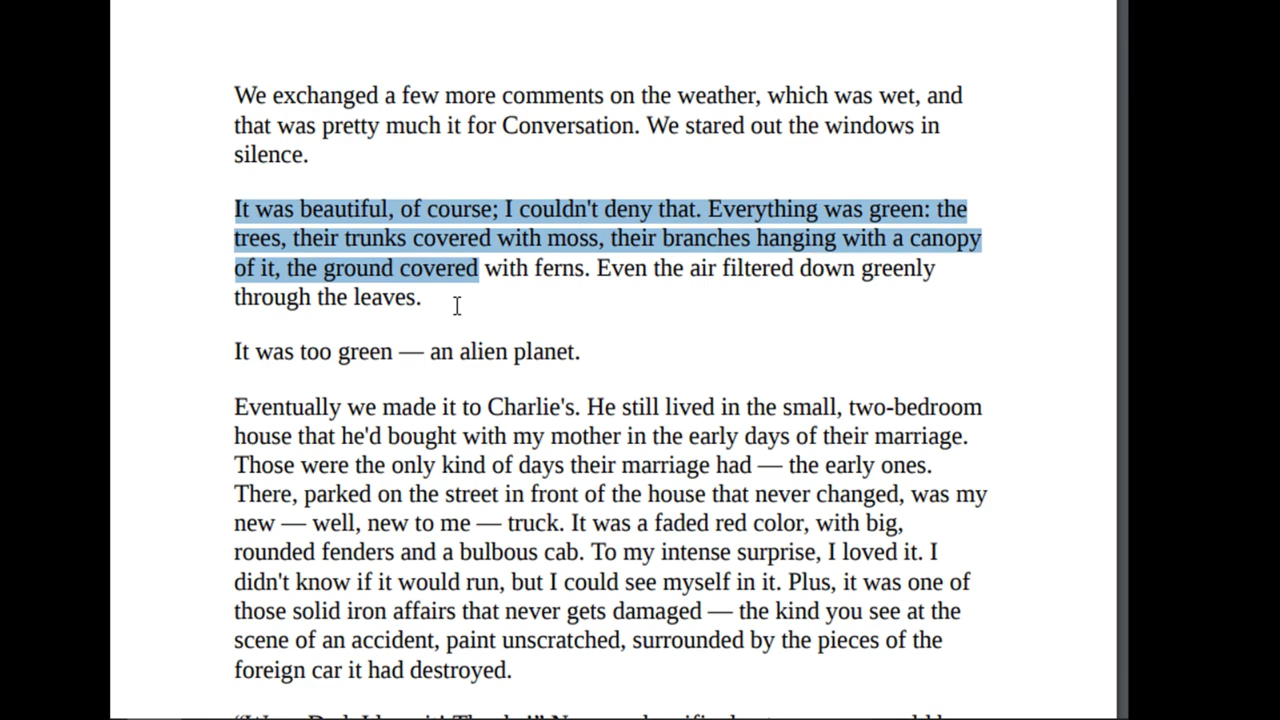 We exchanged a few more comments on the weather, which was wet, and
that was pretty much it for Conversation. We stared out the windows in
silence.
It was beautiful, of course; I couldn't deny that. Everything was green: the
trees, their trunks covered with moss, their branches hanging with a canopy
of it, the ground covered with ferns. Even the air filtered down greenly
through the leaves.
It was too green — an alien planet.
Eventually we made it to Charlie's. He still lived in the small, two-bedroom
house that he'd bought with my mother in the early days of their marriage.
Those were the only kind of days their marriage had — the early ones.
There, parked on the street in front of the house that never changed, was my
new — well, new to me — truck. It was a faded red color, with big,
rounded fenders and a bulbous cab. To my intense surprise, I loved it. I
didn't know if it would run, but I could see myself in it. Plus, it was one of
those solid iron affairs that never gets damaged — the kind you see at the
scene of an accident, paint unscratched, surrounded by the pieces of the
foreign car it had destroyed.